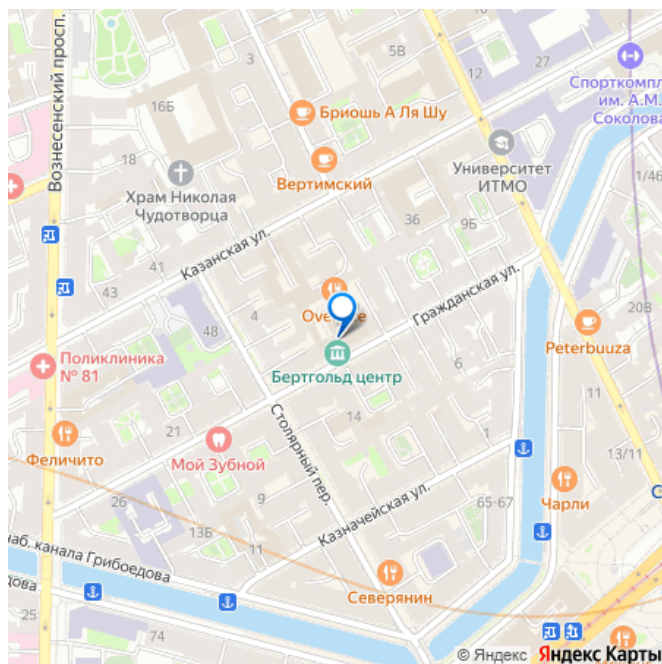 5В
27
Спорткомпл
им. А.М.
Соколова
Вознесенский просп.
16Б
Бриошь А Ля Шу
18
Вертимский
Университет
ИТМО
1/46
Храм Николая
Чудотворца
3Б
9Б
41
Казанская ул.
43
Гражданская ул.
4
20В
48
Peterbuuza
Поликлиника
№ 81
6
11
Бертгольд центр
21
Столярный пер.
14
1
Феличито
Мой Зубной
13/11
9
Казначейская ул.
65-67
Чарли
26
13Б
11
наб. канала Грибоедова
дова
Северянин
25
74
© Яндекс Яндекс Карты